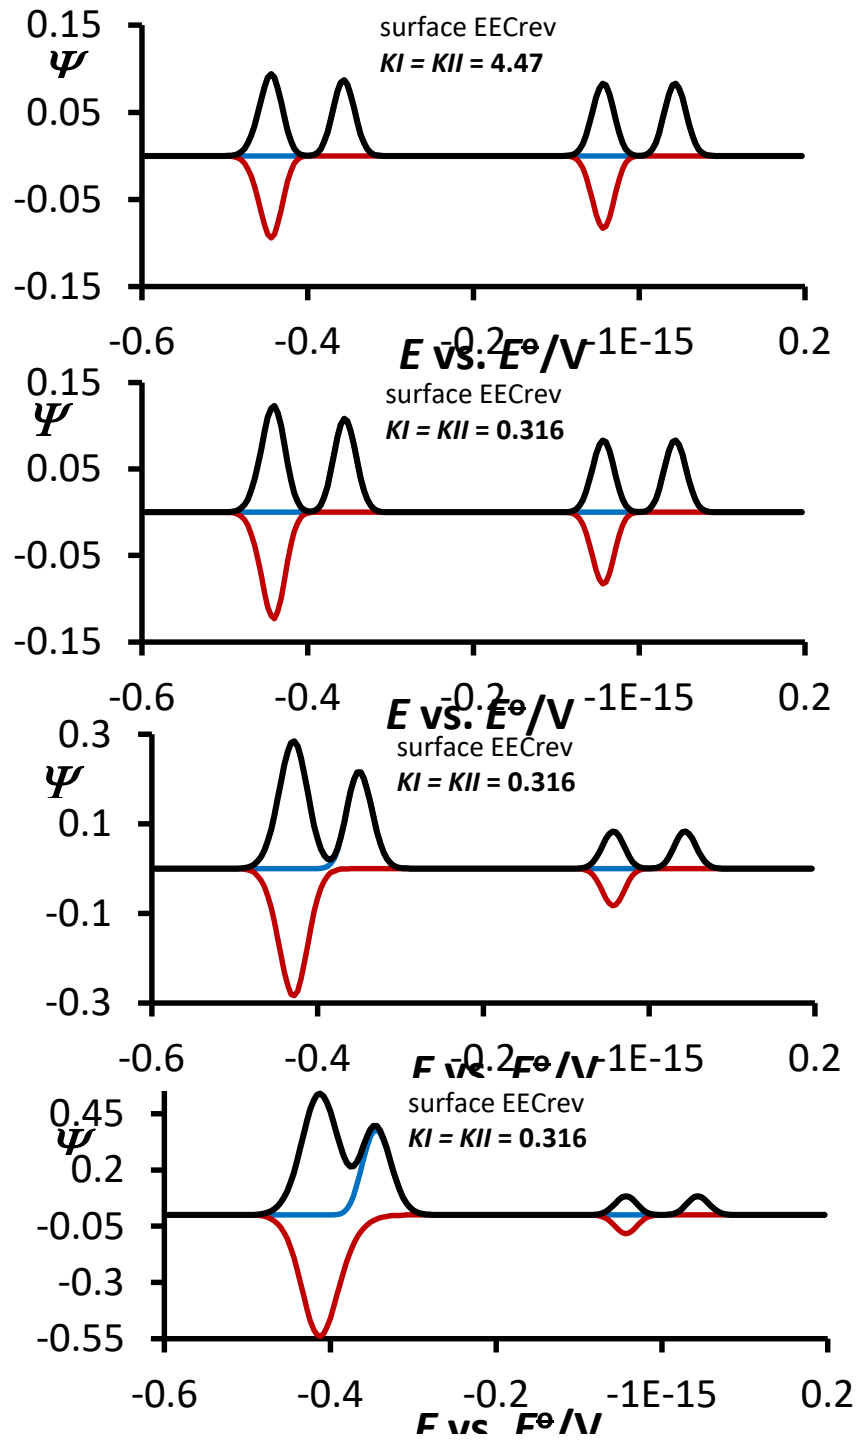 0.15
surface EECrev
Ψ
KI = KII = 4.47
0.05
-0.05
-0.15
-0.6 -0.4 -0.2 -1E-15 0.2
E vs. E⦵/V
0.15
surface EECrev
Ψ
KI = KII = 0.316
0.05
-0.05
-0.15
-0.6 -0.4 -0.2 -1E-15 0.2
E vs. E⦵/V
0.3
surface EECrev
Ψ
KI = KII = 0.316
0.1
-0.1
-0.3
-0.6 -0.4 -0.2 -1E-15 0.2
E vs. E⦵/V
0.45
surface EECrev
Ψ
KI = KII = 0.316
0.2
-0.05
-0.3
-0.55
-0.6 -0.4 -0.2 -1E-15 0.2
E vs. E⦵/V